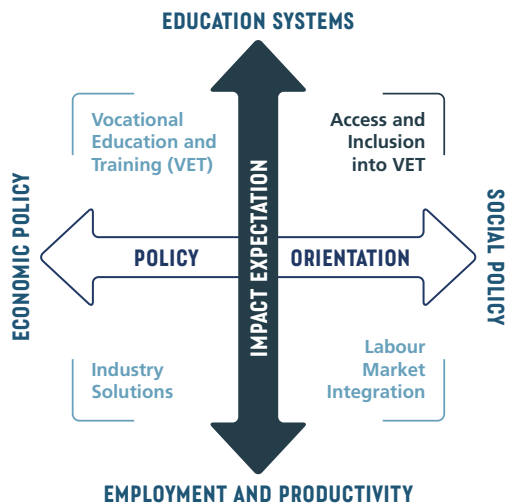 EDUCATION SYSTEMS
Vocational
Education and
Training (VET)
Access and
Inclusion
into VET
ECONOMIC POLICY
POLICY
IMPACT EXPECTATION
ORIENTATION
SOCIAL POLICY
Industry
Solutions
Labour
Market
Integration
EMPLOYMENT AND PRODUCTIVITY